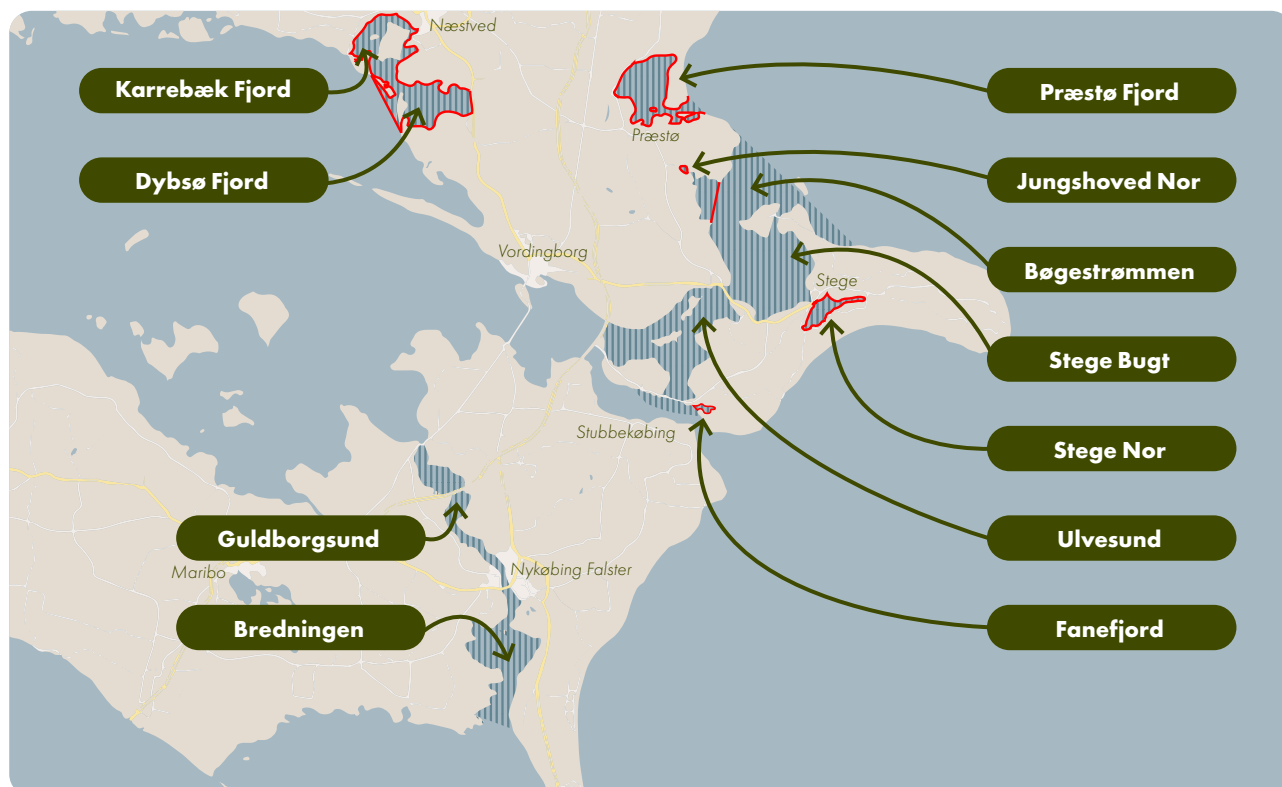 Næstved
Karrebæk Fjord
Præstø Fjord
Præstø
Dybsø Fjord
Jungshoved Nor
Vordingborg
Bøgestrømmen
Stege
Stege Bugt
Stubbekøbing
Stege Nor
Guldborgsund
Ulvesund
Maribo
Nykøbing Falster
Bredningen
Fanefjord